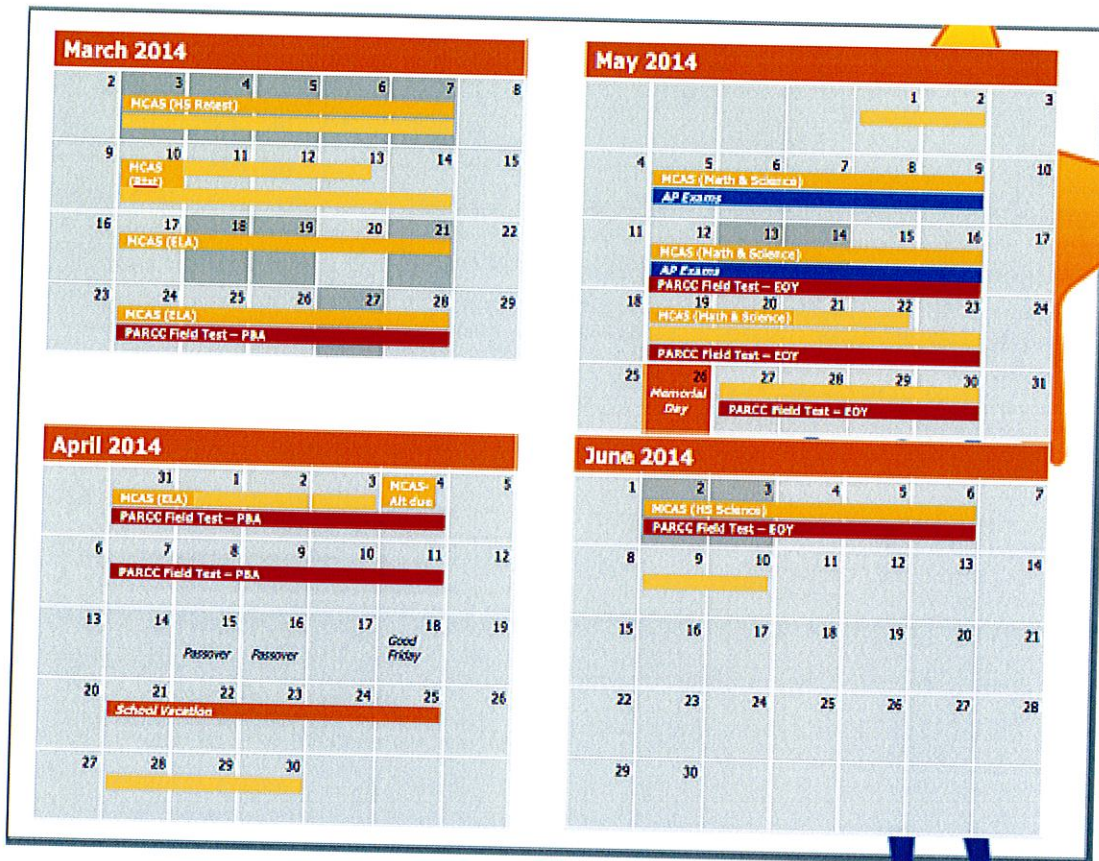 March 2014
2 3 4 5 6 7 8
MCAS (HS Retest)
9 10 11 12 13 14 15
MCAS
16 17 18 19 20 21 22
MCAS (ELA)
23 24 25 26 27 28 29
MCAS (ELA)
PARCC Field Test – PBA
April 2014
31 1 2 3 4 5
MCAS-
Alt due
MCAS (ELA)
PARCC Field Test – PBA
6 7 8 9 10 11 12
PARCC Field Test – PBA
13 14 15 16 17 18 19
Passover Passover Good
Friday
20 21 22 23 24 25 26
School Vacation
27 28 29 30
May 2014
1 2 3
4 5 6 7 8 9 10
MCAS (Math & Science)
AP Exams
11 12 13 14 15 16 17
MCAS (Math & Science)
AP Exams
PARCC Field Test – EOY
18 19 20 21 22 23 24
MCAS (Math & Science)
PARCC Field Test – EOY
25 26 27 28 29 30 31
Memorial
Day
PARCC Field Test – EOY
June 2014
1 2 3 4 5 6 7
MCAS (HS Science)
PARCC Field Test – EOY
8 9 10 11 12 13 14
15 16 17 18 19 20 21
22 23 24 25 26 27 28
29 30